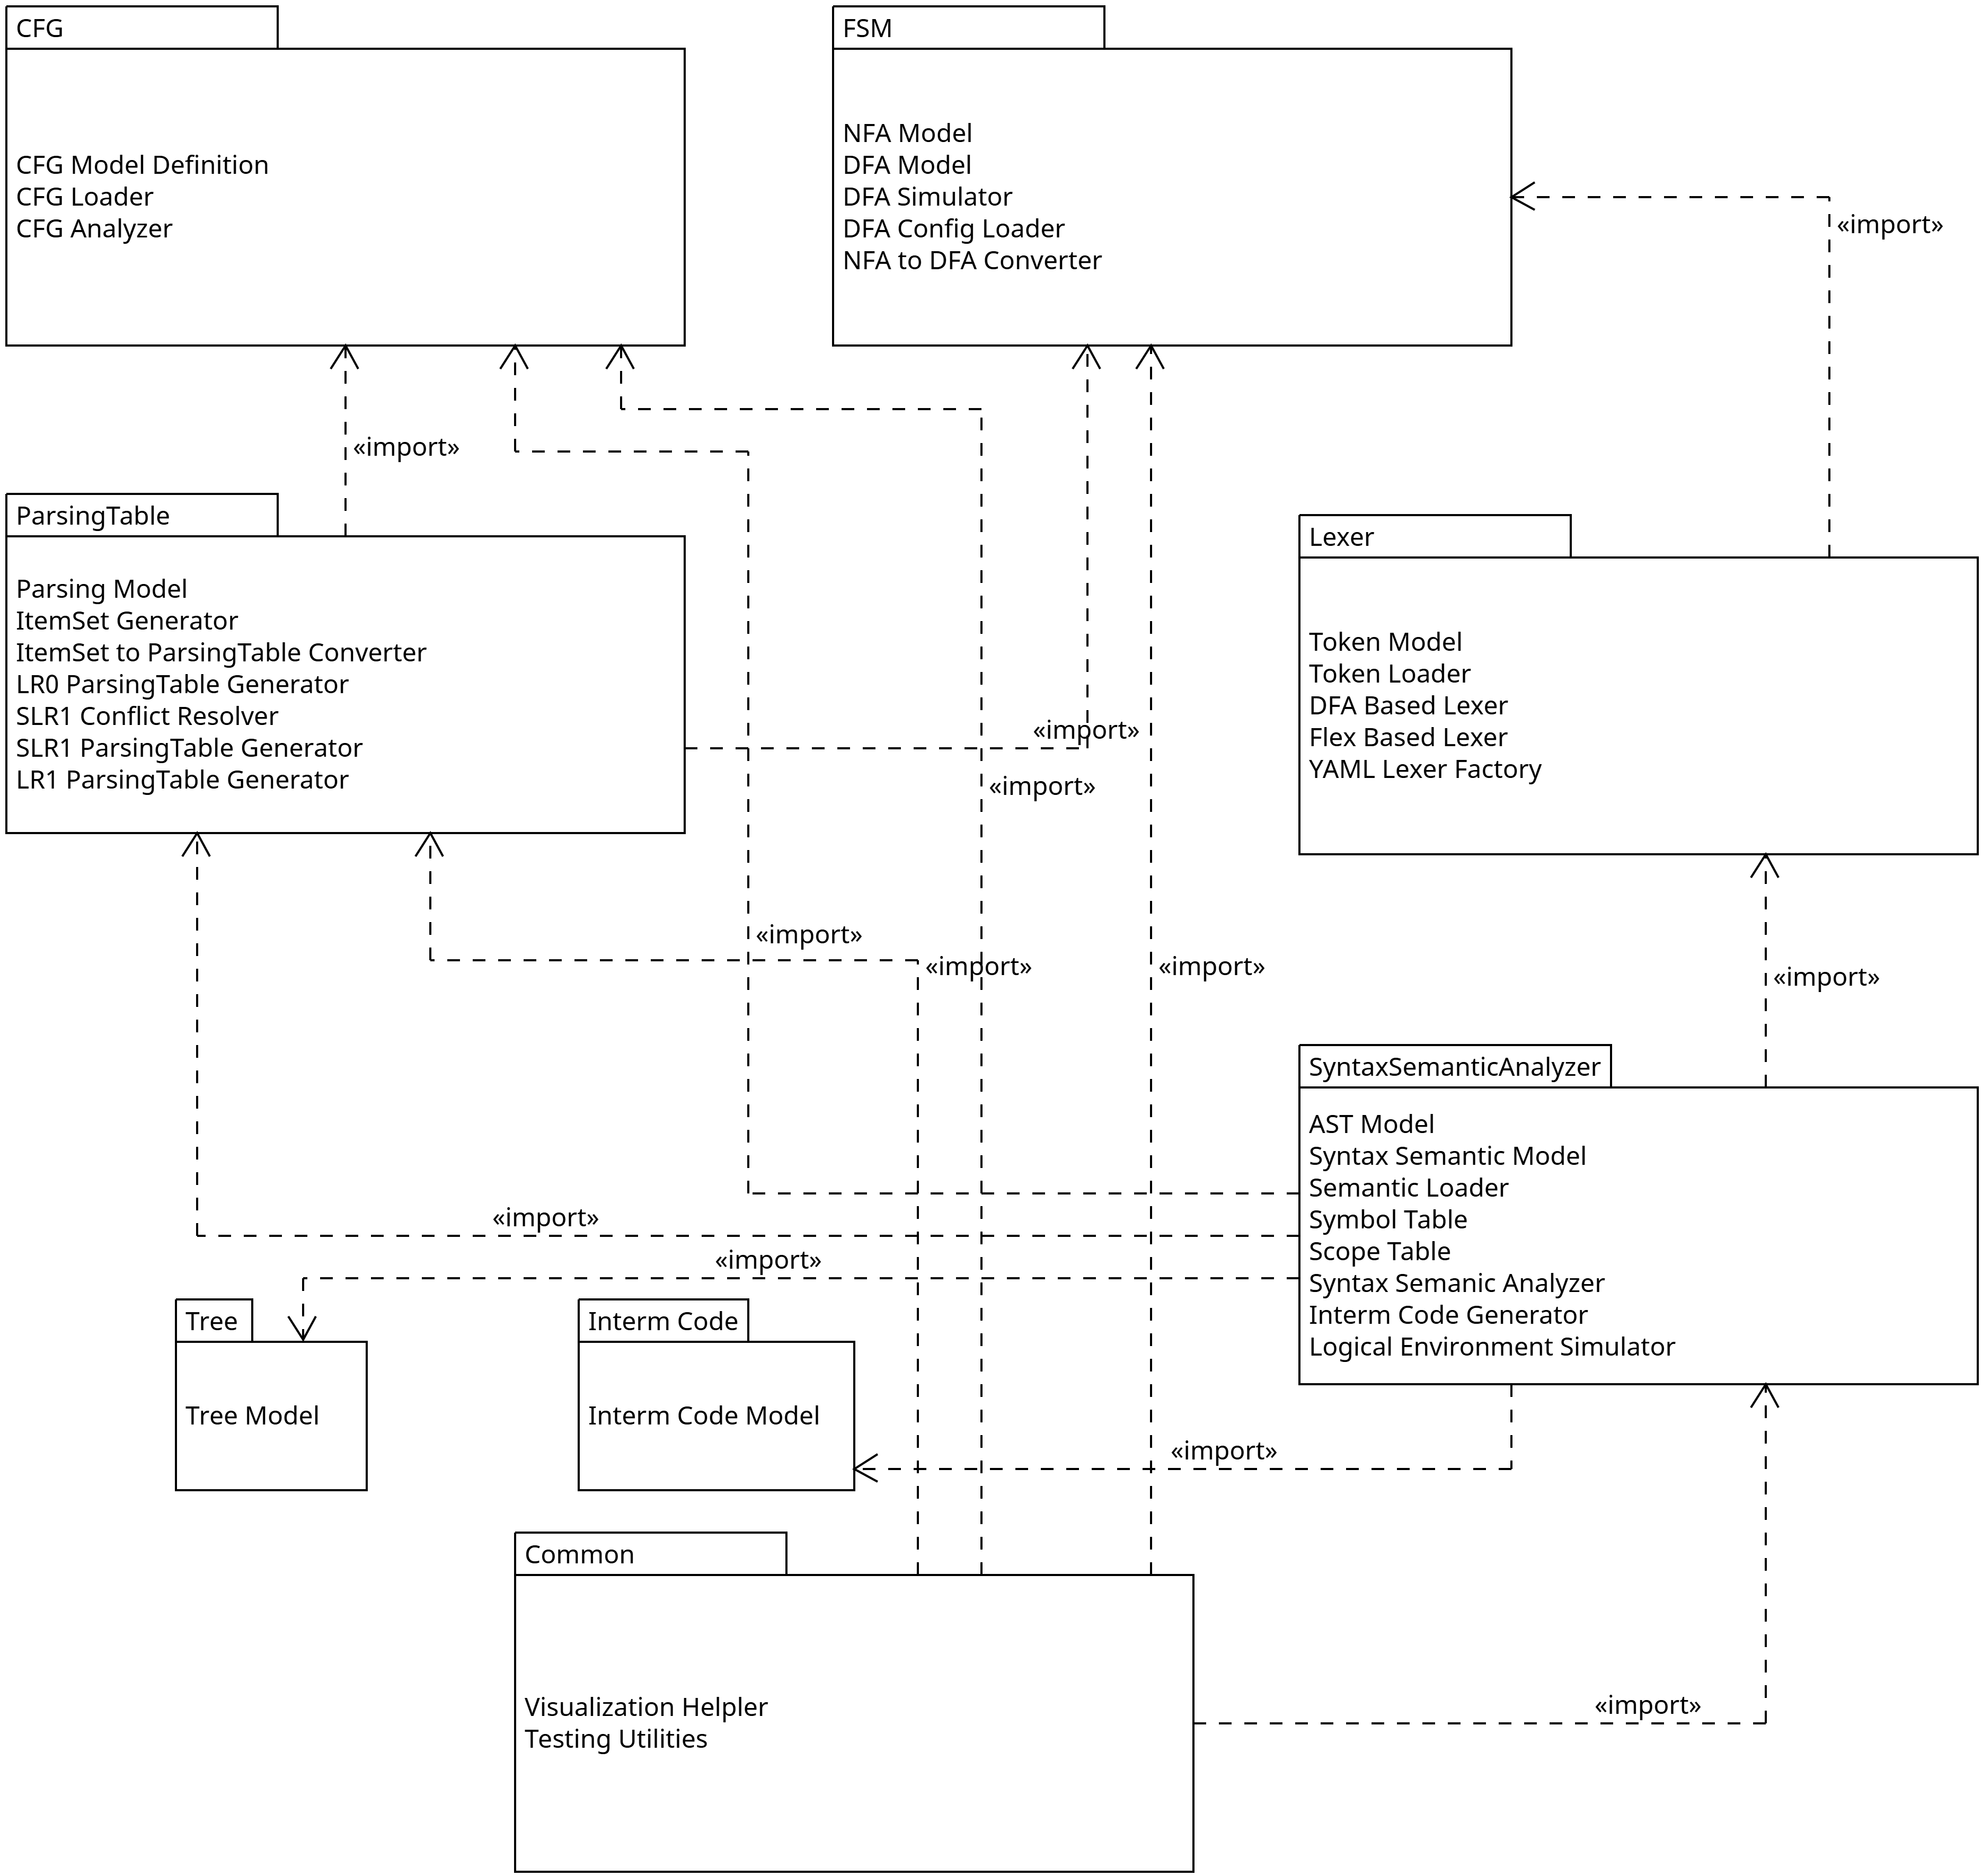 CFG
CFG Model Definition
CFG Loader
CFG Analyzer
FSM
NFA Model
DFA Model
DFA Simulator
DFA Config Loader
NFA to DFA Converter
«import»
«import»
ParsingTable
Parsing Model
ItemSet Generator
ItemSet to ParsingTable Converter
LR0 ParsingTable Generator
SLR1 Conflict Resolver
SLR1 ParsingTable Generator
LR1 ParsingTable Generator
Lexer
Token Model
Token Loader
DFA Based Lexer
Flex Based Lexer
YAML Lexer Factory
«import»
«import»
«import»
«import»
«import»
«import»
SyntaxSemanticAnalyzer
AST Model
Syntax Semantic Model
Semantic Loader
Symbol Table
Scope Table
Syntax Semanic Analyzer
Interm Code Generator
Logical Environment Simulator
«import»
«import»
Tree
Tree Model
Interm Code
Interm Code Model
«import»
Common
Visualization Helpler
Testing Utilities
«import»